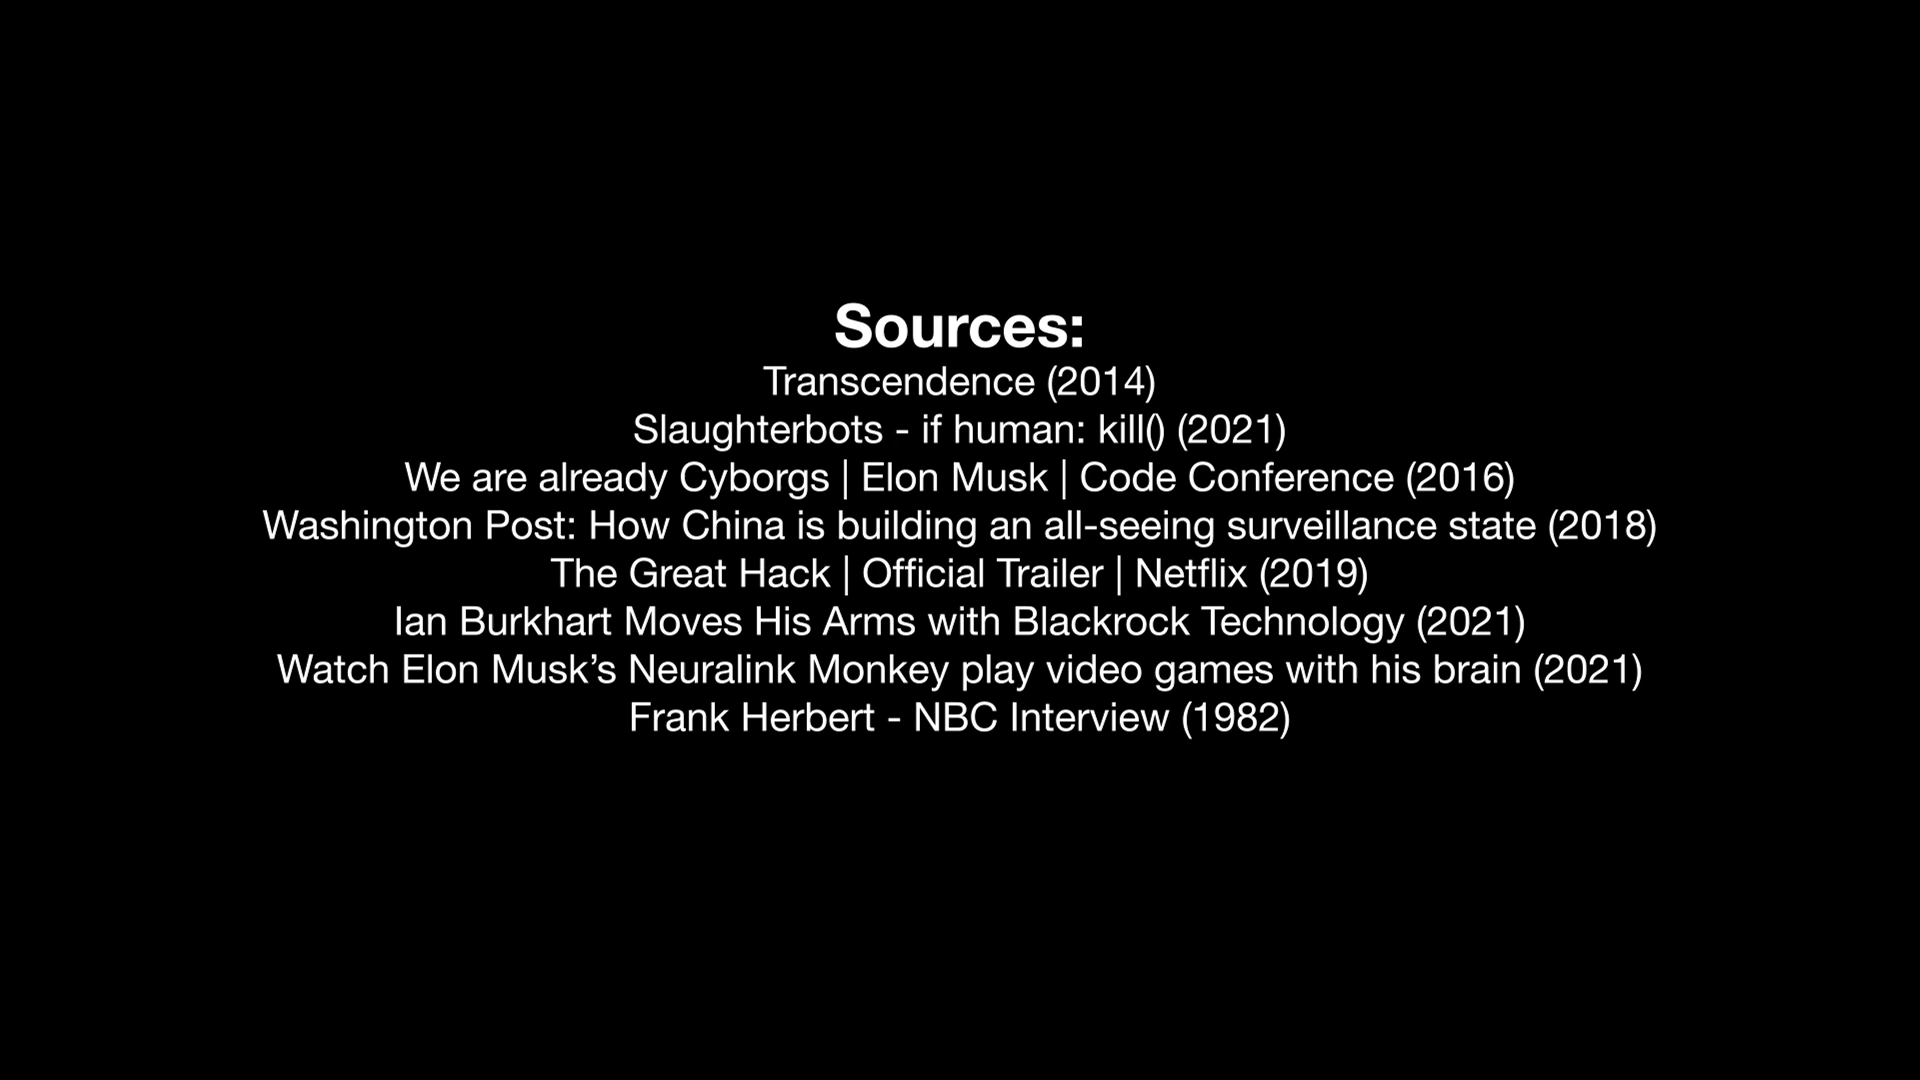 Sources:
Transcendence (2014)
Slaughterbots - if human: kill() (2021)
We are already Cyborgs | Elon Musk | Code Conference (2016)
Washington Post: How China is building an all-seeing surveillance state (2018)
The Great Hack | Official Trailer | Netflix (2019)
Ian Burkhart Moves His Arms with Blackrock Technology (2021)
Watch Elon Musk’s Neuralink Monkey play video games with his brain (2021)
Frank Herbert - NBC Interview (1982)